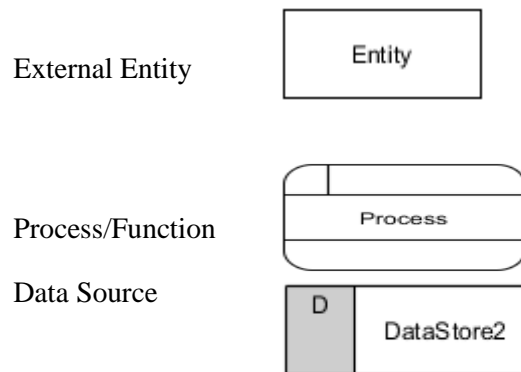 External Entity
Entity
Process/Function
Process
Data Source
D
DataStore2